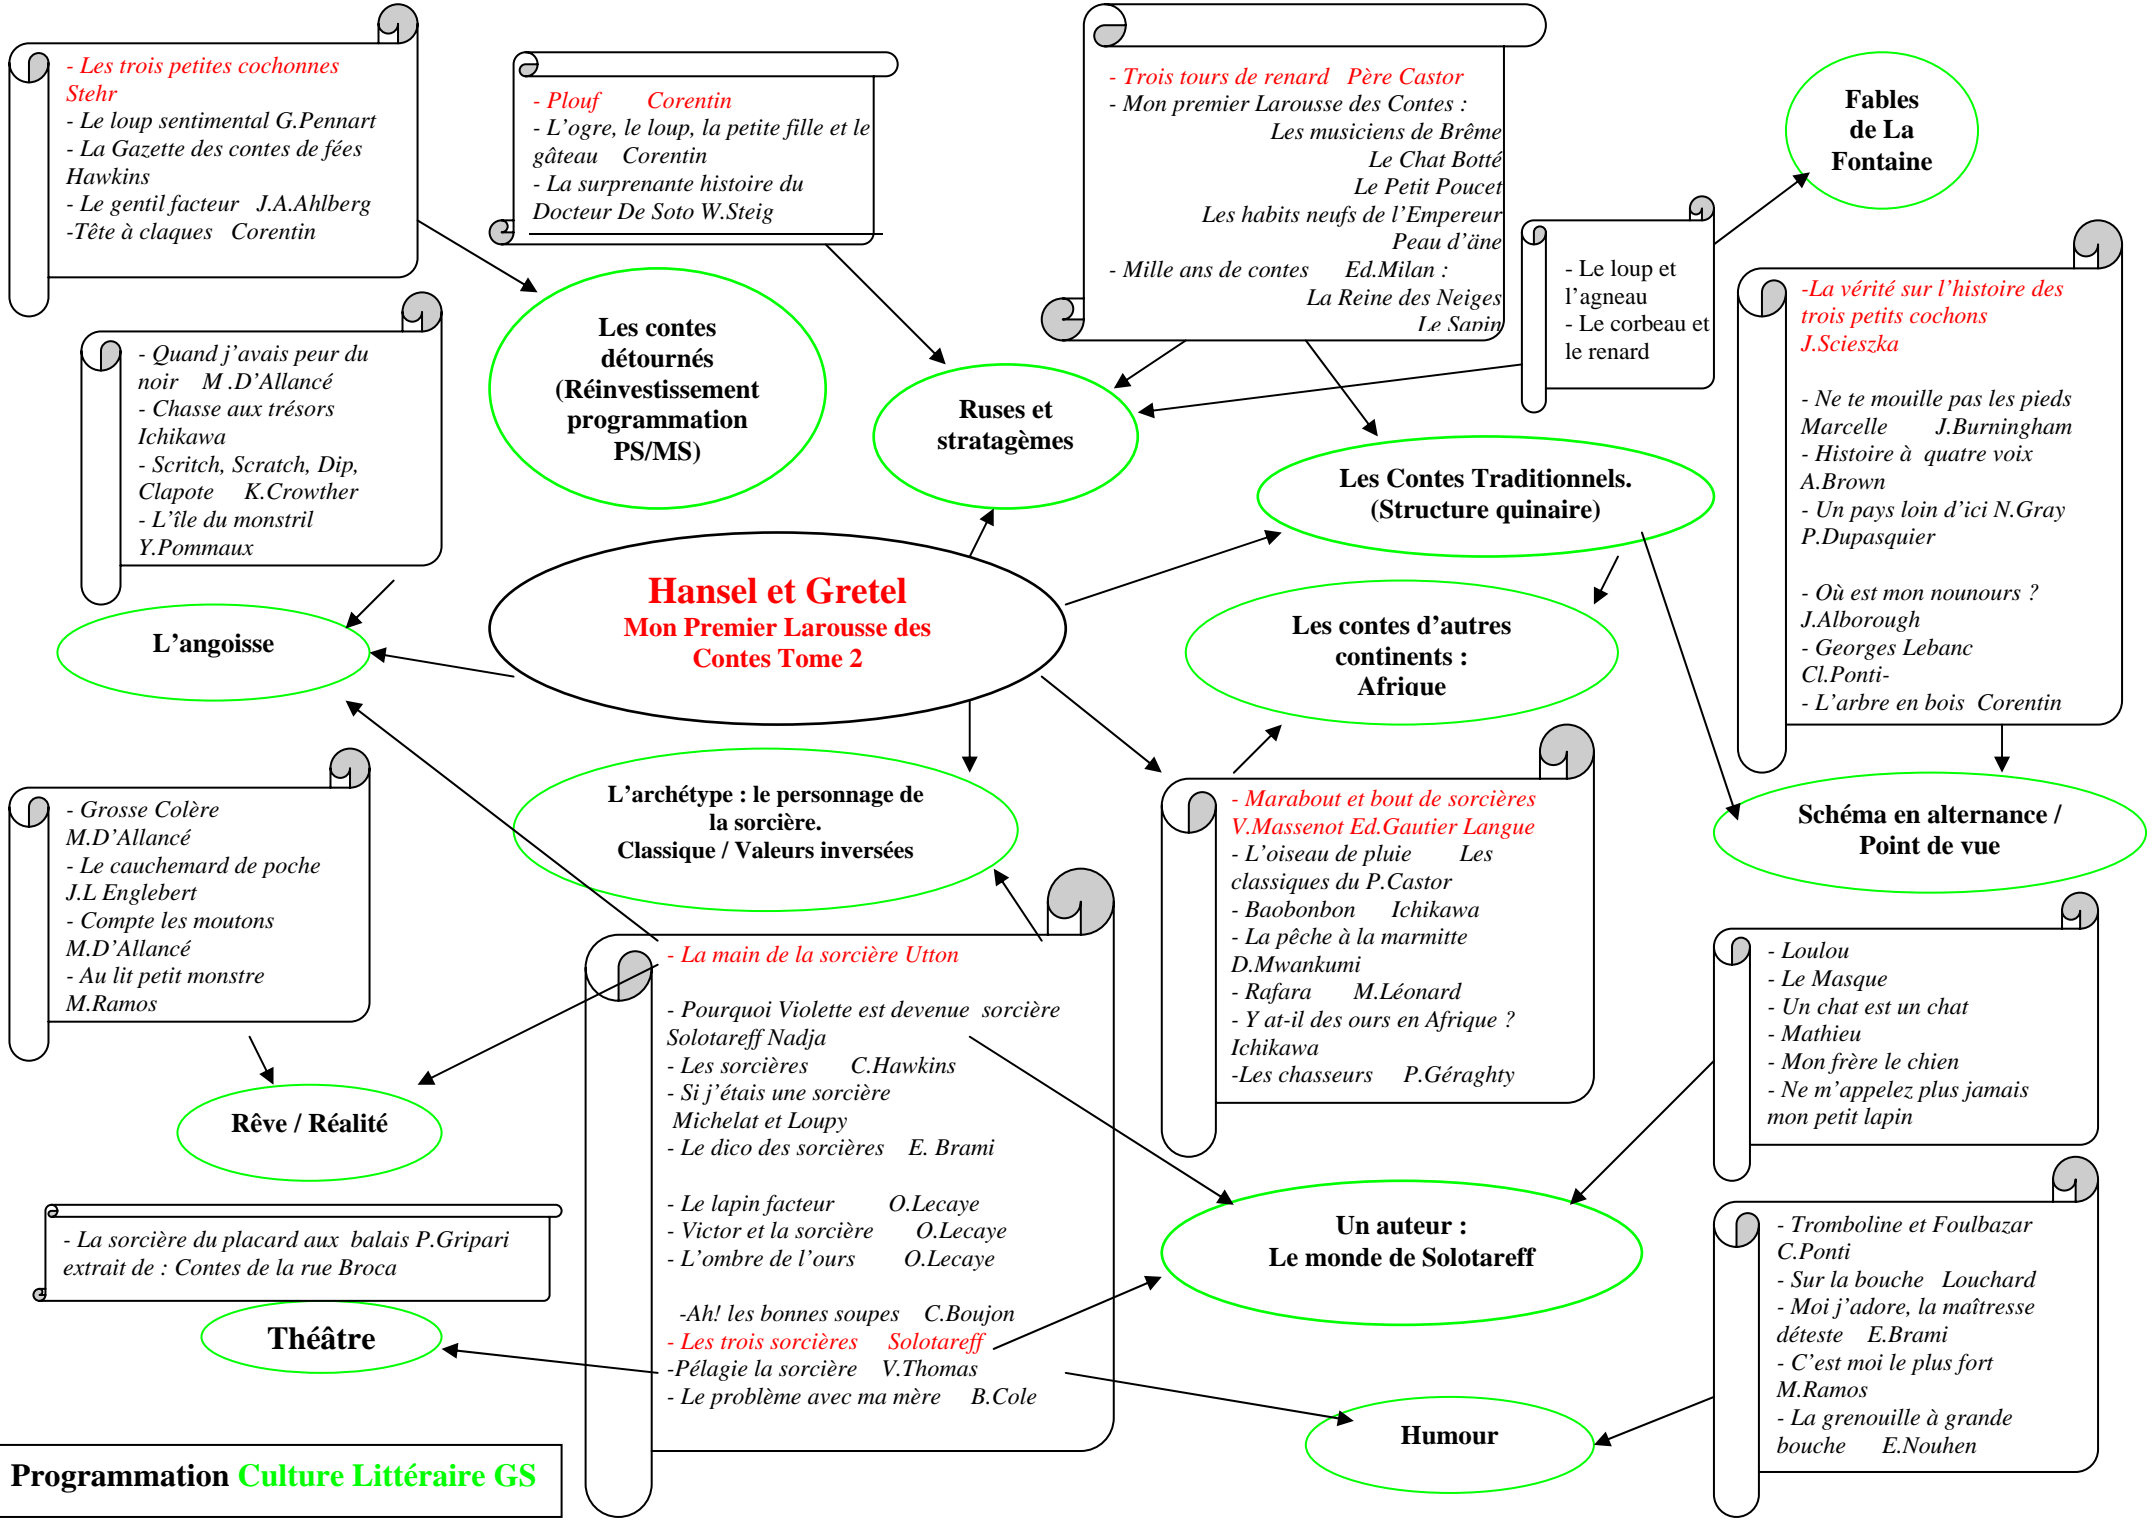 - Les trois petites cochonnes
Stehr
- Le loup sentimental G.Pennart
- La Gazette des contes de fées
Hawkins
- Le gentil facteur J.A.Ahlberg
-Tête à claques Corentin
- Plouf Corentin
- L'ogre, le loup, la petite fille et le
gâteau Corentin
- La surprenante histoire du
Docteur De Soto W.Steig
- Trois tours de renard Père Castor
- Mon premier Larousse des Contes :
Les musiciens de Brême
Le Chat Botté
Le Petit Poucet
Les habits neufs de l'Empereur
Peau d'äne
- Mille ans de contes Ed.Milan :
La Reine des Neiges
Le Sapin
Fables
de La
Fontaine
- Le loup et
l'agneau
- Le corbeau et
le renard
-La vérité sur l'histoire des
trois petits cochons
J.Scieszka
- Ne te mouille pas les pieds
Marcelle J.Burningham
- Histoire à quatre voix
A.Brown
- Un pays loin d'ici N.Gray
P.Dupasquier
- Où est mon nounours ?
J.Alborough
- Georges Lebanc
Cl.Ponti-
- L'arbre en bois Corentin
Les contes
détournés
(Réinvestissement
programmation
PS/MS)
Ruses et
stratagèmes
Les Contes Traditionnels.
(Structure quinaire)
- Quand j'avais peur du
noir M .D'Allancé
- Chasse aux trésors
Ichikawa
- Scritch, Scratch, Dip,
Clapote K.Crowther
- L'île du monstril
Y.Pommaux
L'angoisse
Hansel et Gretel
Mon Premier Larousse des
Contes Tome 2
Les contes d'autres
continents :
Afrique
L'archétype : le personnage de
la sorcière.
Classique / Valeurs inversées
- Marabout et bout de sorcières
V.Massenot Ed.Gautier Langue
- L'oiseau de pluie Les
classiques du P.Castor
- Baobonbon Ichikawa
- La pêche à la marmitte
D.Mwankumi
- Rafara M.Léonard
- Y at-il des ours en Afrique ?
Ichikawa
-Les chasseurs P.Géraghty
Schéma en alternance /
Point de vue
- Grosse Colère
M.D'Allancé
- Le cauchemard de poche
J.L Englebert
- Compte les moutons
M.D'Allancé
- Au lit petit monstre
M.Ramos
Rêve / Réalité
- La main de la sorcière Utton
- Pourquoi Violette est devenue sorcière
Solotareff Nadja
- Les sorcières C.Hawkins
- Si j'étais une sorcière
Michelat et Loupy
- Le dico des sorcières E. Brami
- Le lapin facteur O.Lecaye
- Victor et la sorcière O.Lecaye
- L'ombre de l'ours O.Lecaye
-Ah! les bonnes soupes C.Boujon
- Les trois sorcières Solotareff
-Pélagie la sorcière V.Thomas
- Le problème avec ma mère B.Cole
- Loulou
- Le Masque
- Un chat est un chat
- Mathieu
- Mon frère le chien
- Ne m'appelez plus jamais
mon petit lapin
Un auteur :
Le monde de Solotareff
- La sorcière du placard aux balais P.Gripari
extrait de : Contes de la rue Broca
Théâtre
- Tromboline et Foulbazar
C.Ponti
- Sur la bouche Louchard
- Moi j'adore, la maîtresse
déteste E.Brami
- C'est moi le plus fort
M.Ramos
- La grenouille à grande
bouche E.Nouhen
Humour
Programmation Culture Littéraire GS